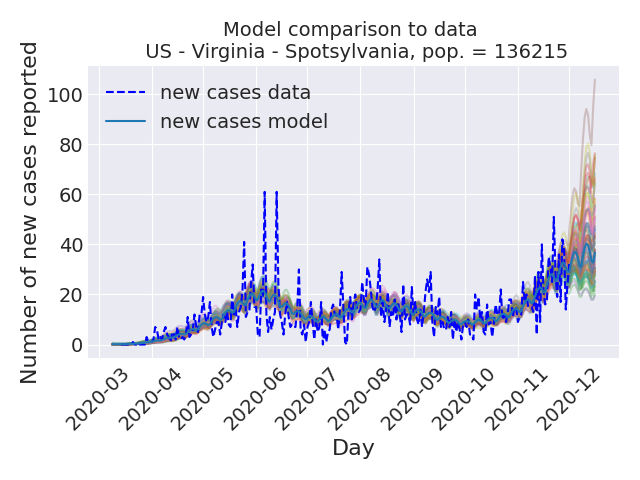 Model comparison to data
US - Virginia - Spotsylvania, pop. = 136215
Number of new cases reported
100
80
60
40
20
0
new cases data
new cases model
2020-03
2020-04
2020-05
2020-06
2020-07
2020-08
2020-09
2020-10
2020-11
2020-12
Day